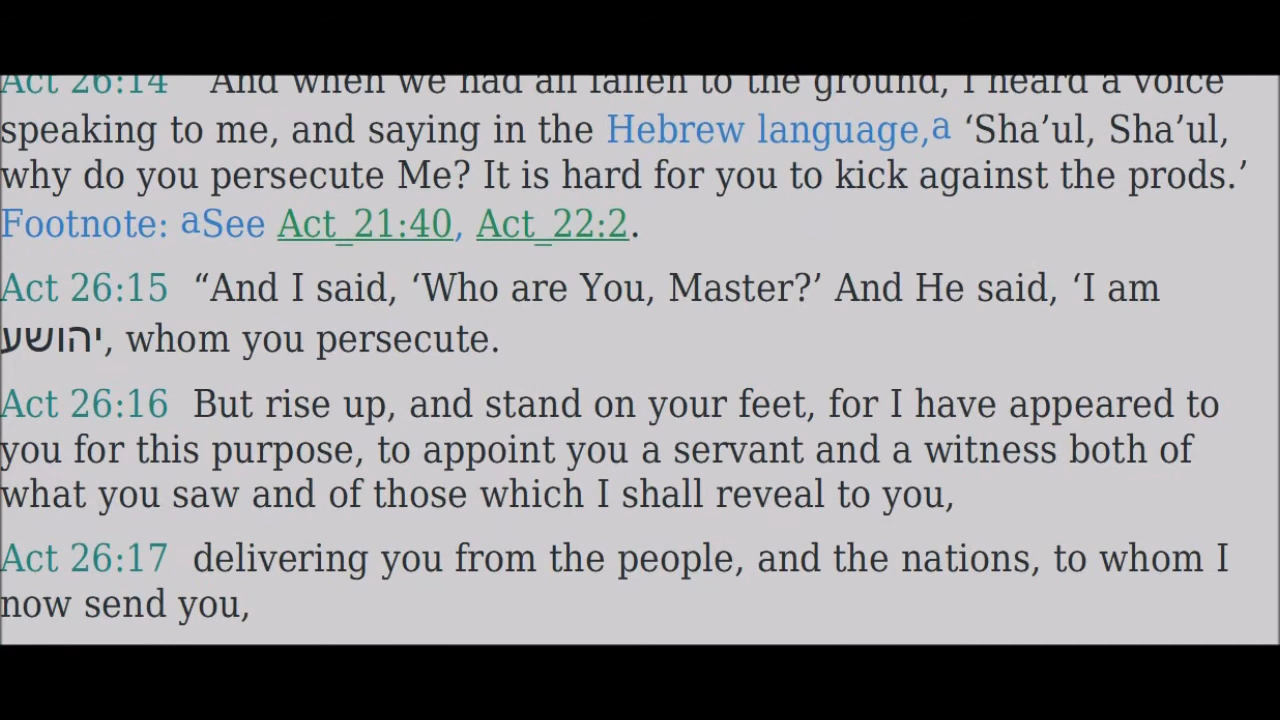 Act 26:14 And when we had all fallen to the ground, I heard a voice
speaking to me, and saying in the Hebrew language,a ‘Sha’ul, Sha’ul,
why do you persecute Me? It is hard for you to kick against the prods.’
Footnote: aSee Act_21:40, Act_22:2.
Act 26:15 “And I said, ‘Who are You, Master?’ And He said, ‘I am
יהושע, whom you persecute.
Act 26:16 But rise up, and stand on your feet, for I have appeared to
you for this purpose, to appoint you a servant and a witness both of
what you saw and of those which I shall reveal to you,
Act 26:17 delivering you from the people, and the nations, to whom I
now send you,